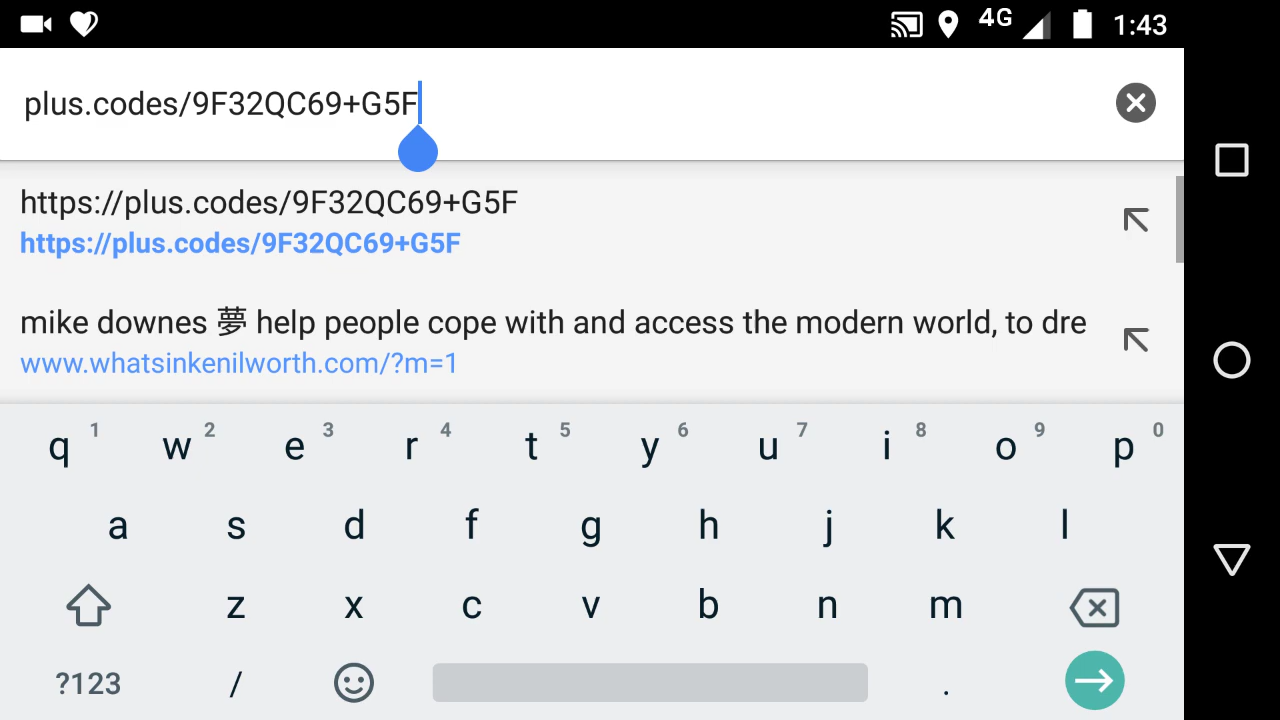 4G 1:43
plus.codes/9F32QC69+G5F
https://plus.codes/9F32QC69+G5F
https://plus.codes/9F32QC69+G5F
mike downes 夢 help people cope with and access the modern world, to dre
www.whatsinkenilworth.com/?m=1
q 1 w 2 e 3 r 4 t 5 y 6 u 7 i 8 o 9 p 0
a s d f g h j k l
z x c v b n m
?123 / .